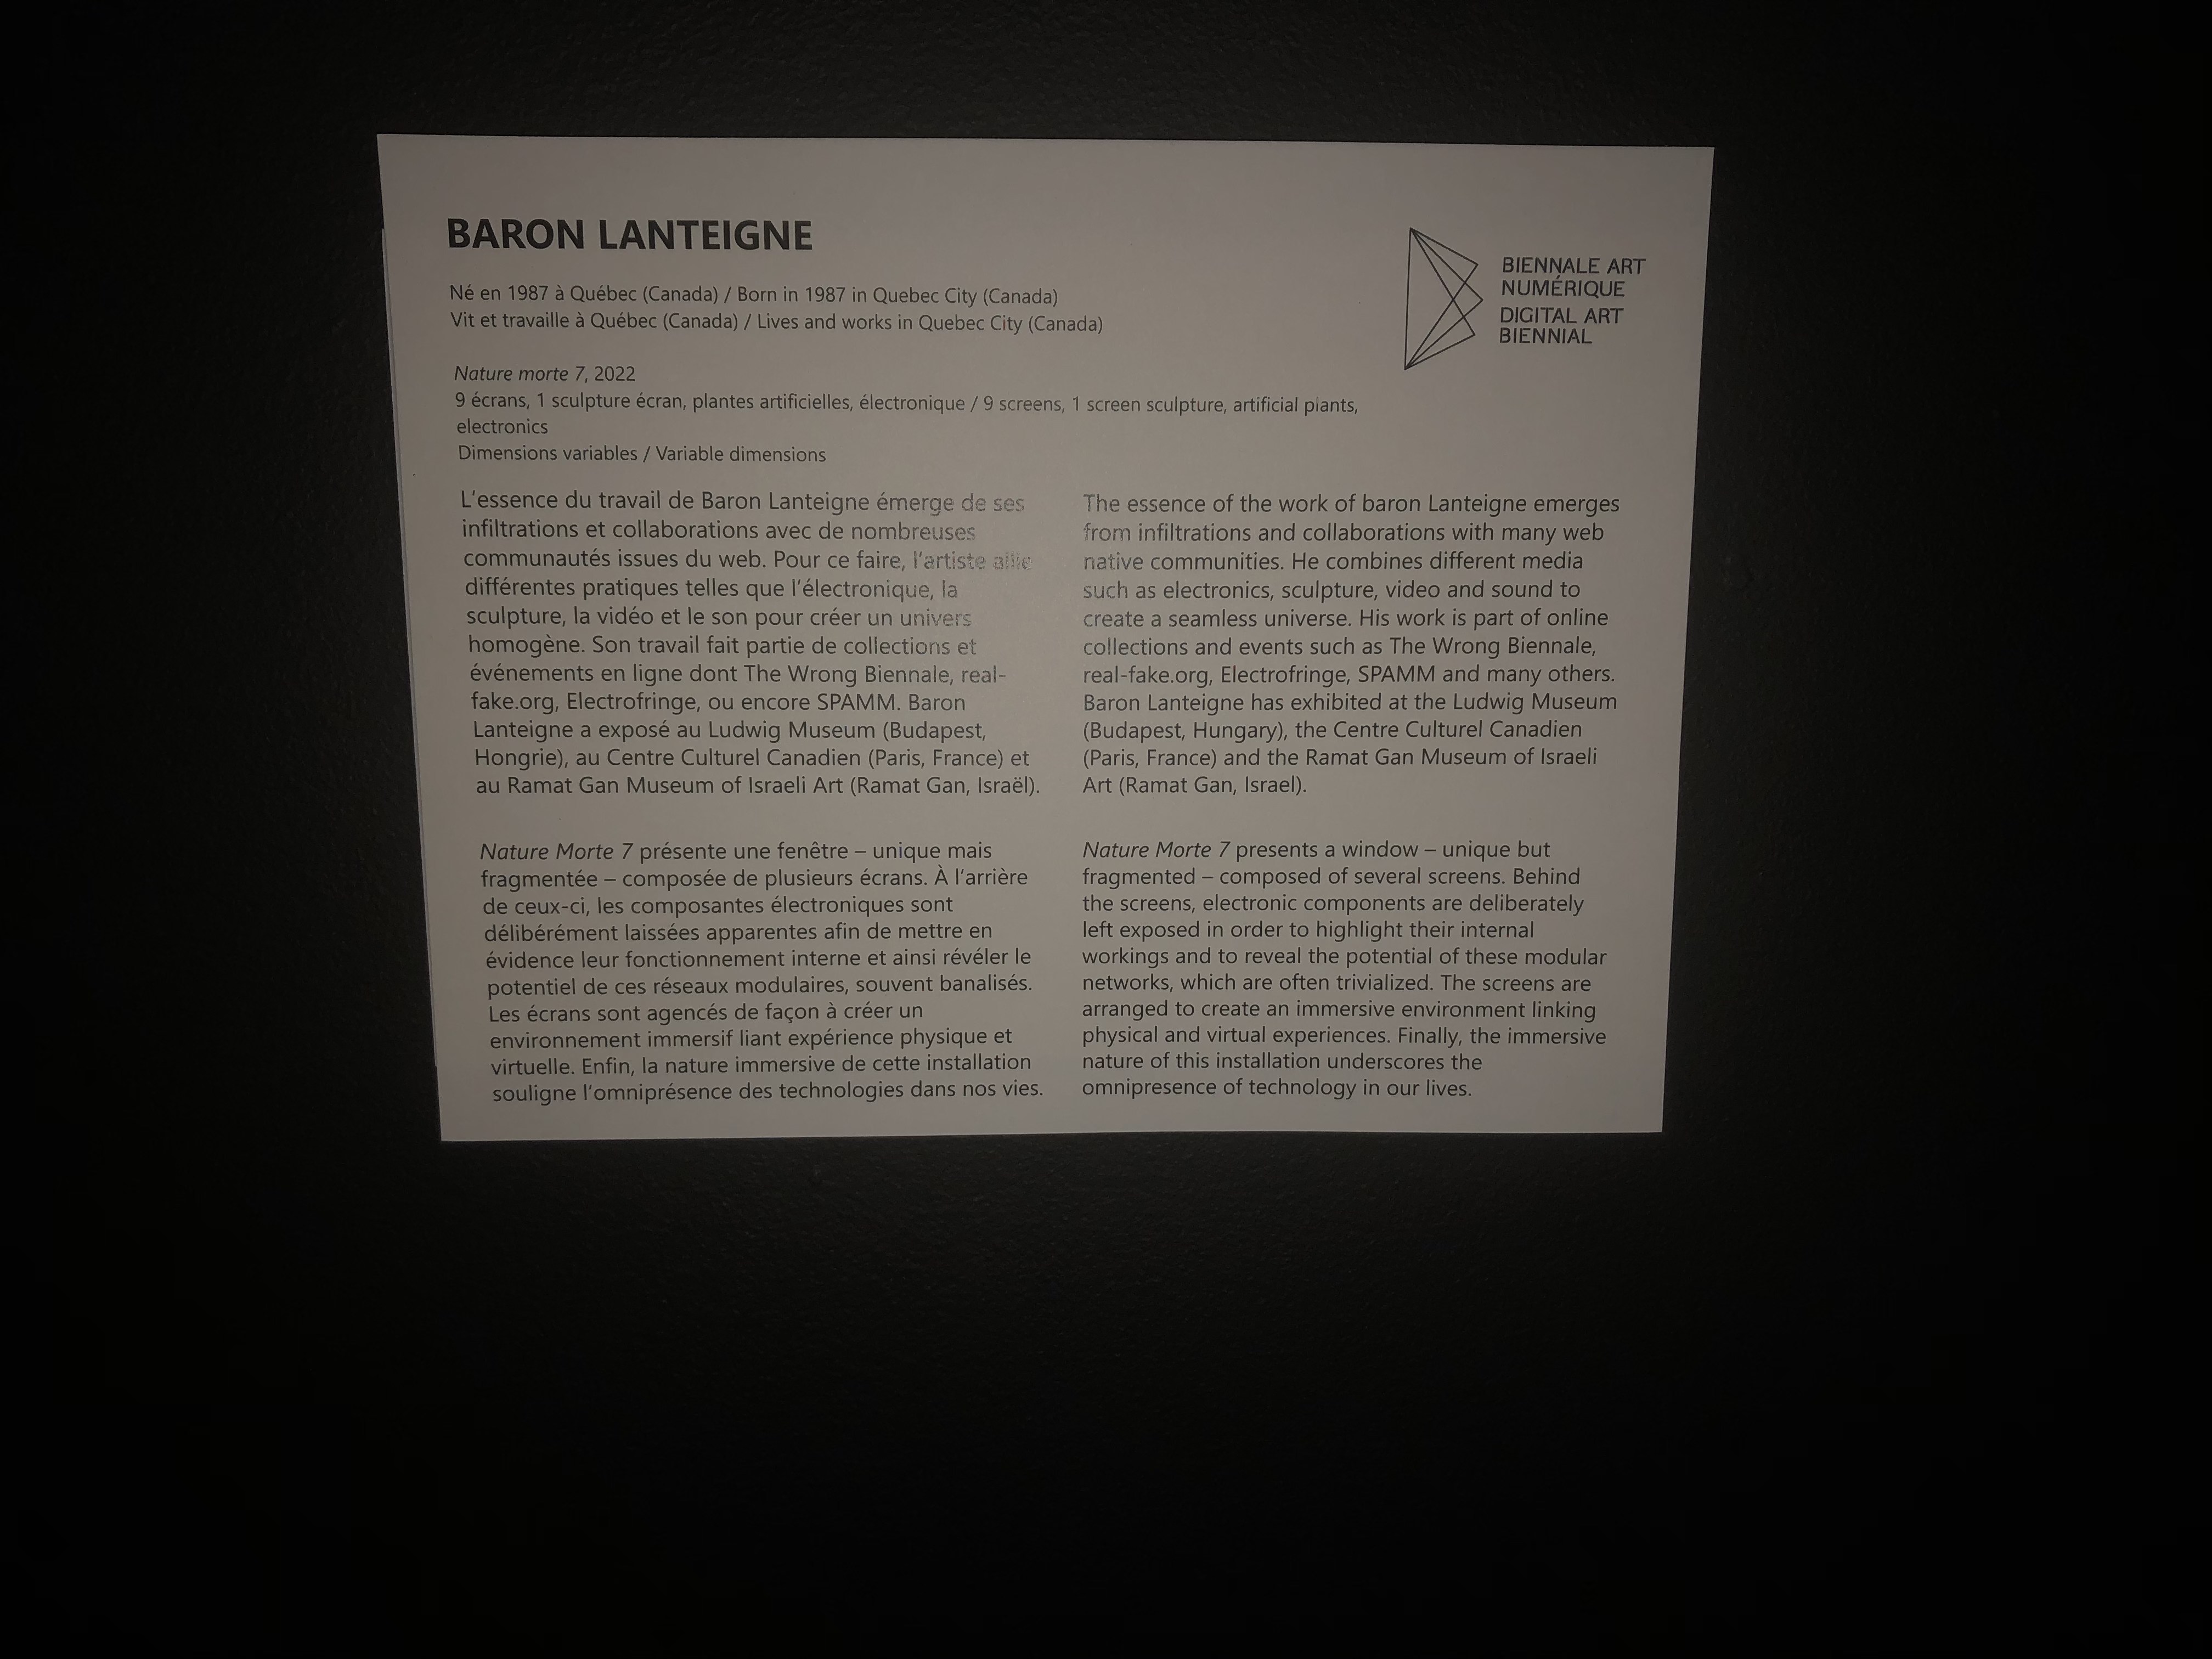 BARON LANTEIGNE
Né en 1987 à Québec (Canada) / Born in 1987 in Quebec City (Canada)
Vit et travaille à Québec (Canada) / Lives and works in Quebec City (Canada)
Nature morte 7, 2022
9 écrans, 1 sculpture écran, plantes artificielles, électronique / 9 screens, 1 screen sculpture, artificial plants,
electronics
Dimensions variables / Variable dimensions
BIENNALE ART
NUMÉRIQUE
DIGITAL ART
BIENNIAL
L'essence du travail de Baron Lanteigne émerge de ses
infiltrations et collaborations avec de nombreuses
communautés issues du web. Pour ce faire, l'artiste allie
différentes pratiques telles que l'électronique, la
sculpture, la vidéo et le son pour créer un univers
homogène. Son travail fait partie de collections et
événements en ligne dont The Wrong Biennale, real-
fake.org, Electrofringe, ou encore SPAMM. Baron
Lanteigne a exposé au Ludwig Museum (Budapest,
Hongrie), au Centre Culturel Canadien (Paris, France) et
au Ramat Gan Museum of Israeli Art (Ramat Gan, Israël).
Nature Morte 7 présente une fenêtre – unique mais
fragmentée – composée de plusieurs écrans. À l'arrière
de ceux-ci, les composantes électroniques sont
délibérément laissées apparentes afin de mettre en
évidence leur fonctionnement interne et ainsi révéler le
potentiel de ces réseaux modulaires, souvent banalisés.
Les écrans sont agencés de façon à créer un
environnement immersif liant expérience physique et
virtuelle. Enfin, la nature immersive de cette installation
souligne l'omniprésence des technologies dans nos vies.
The essence of the work of baron Lanteigne emerges
from infiltrations and collaborations with many web
native communities. He combines different media
such as electronics, sculpture, video and sound to
create a seamless universe. His work is part of online
collections and events such as The Wrong Biennale,
real-fake.org, Electrofringe, SPAMM and many others.
Baron Lanteigne has exhibited at the Ludwig Museum
(Budapest, Hungary), the Centre Culturel Canadien
(Paris, France) and the Ramat Gan Museum of Israeli
Art (Ramat Gan, Israel).
Nature Morte 7 presents a window – unique but
fragmented – composed of several screens. Behind
the screens, electronic components are deliberately
left exposed in order to highlight their internal
workings and to reveal the potential of these modular
networks, which are often trivialized. The screens are
arranged to create an immersive environment linking
physical and virtual experiences. Finally, the immersive
nature of this installation underscores the
omnipresence of technology in our lives.